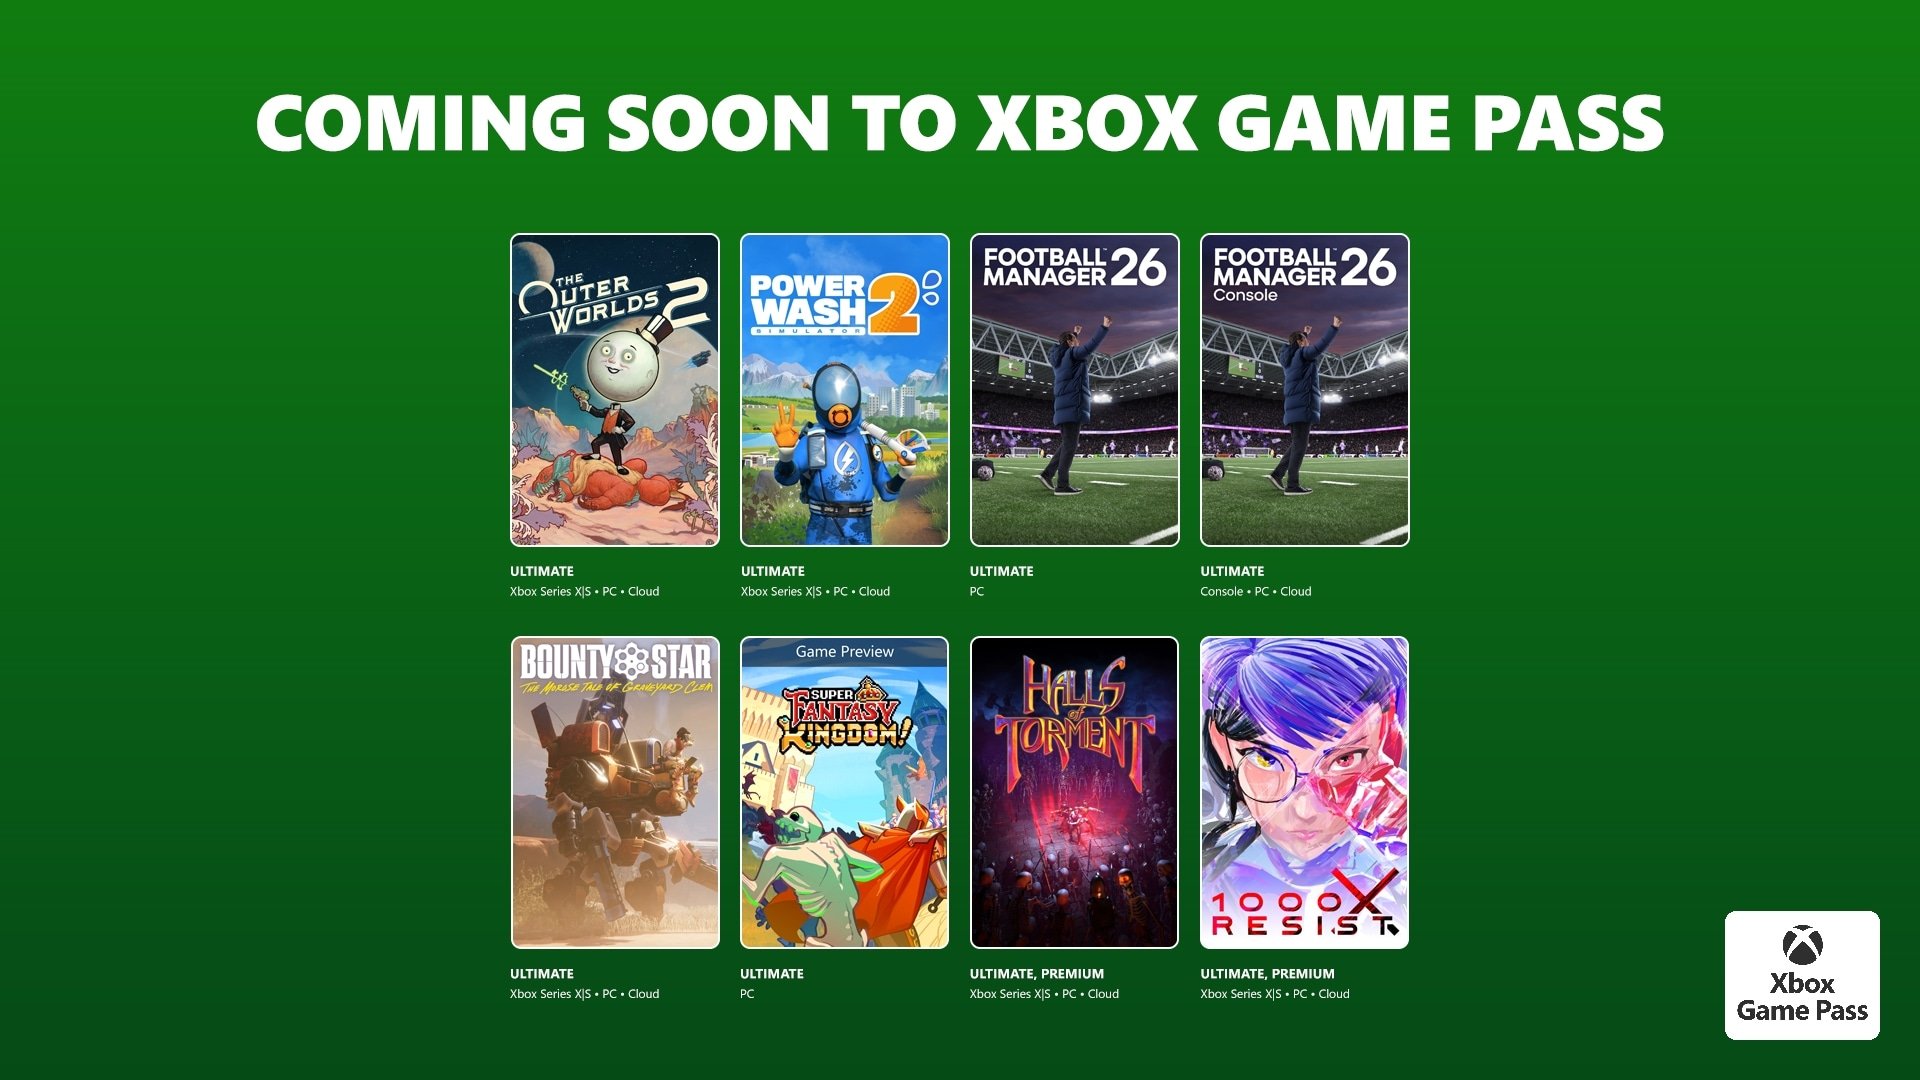 COMING SOON TO XBOX GAME PASS
THE
OUTER
WORLDS 2
POWER
WASH 2
SIMULATOR
FOOTBALL™
MANAGER 26
FOOTBALL™
MANAGER 26
Console
ULTIMATE
Xbox Series X|S • PC • Cloud
ULTIMATE
Xbox Series X|S • PC • Cloud
ULTIMATE
PC
ULTIMATE
Console • PC • Cloud
BOUNTY STAR
THE MOROSE TALE OF GRAVEYARD CLEM
Game Preview
SUPER
FANTASY
KINGDOM!
HALLS
of
TORMENT
1000X
RESIST
ULTIMATE
Xbox Series X|S • PC • Cloud
ULTIMATE
PC
ULTIMATE, PREMIUM
Xbox Series X|S • PC • Cloud
ULTIMATE, PREMIUM
Xbox Series X|S • PC • Cloud
Xbox
Game Pass